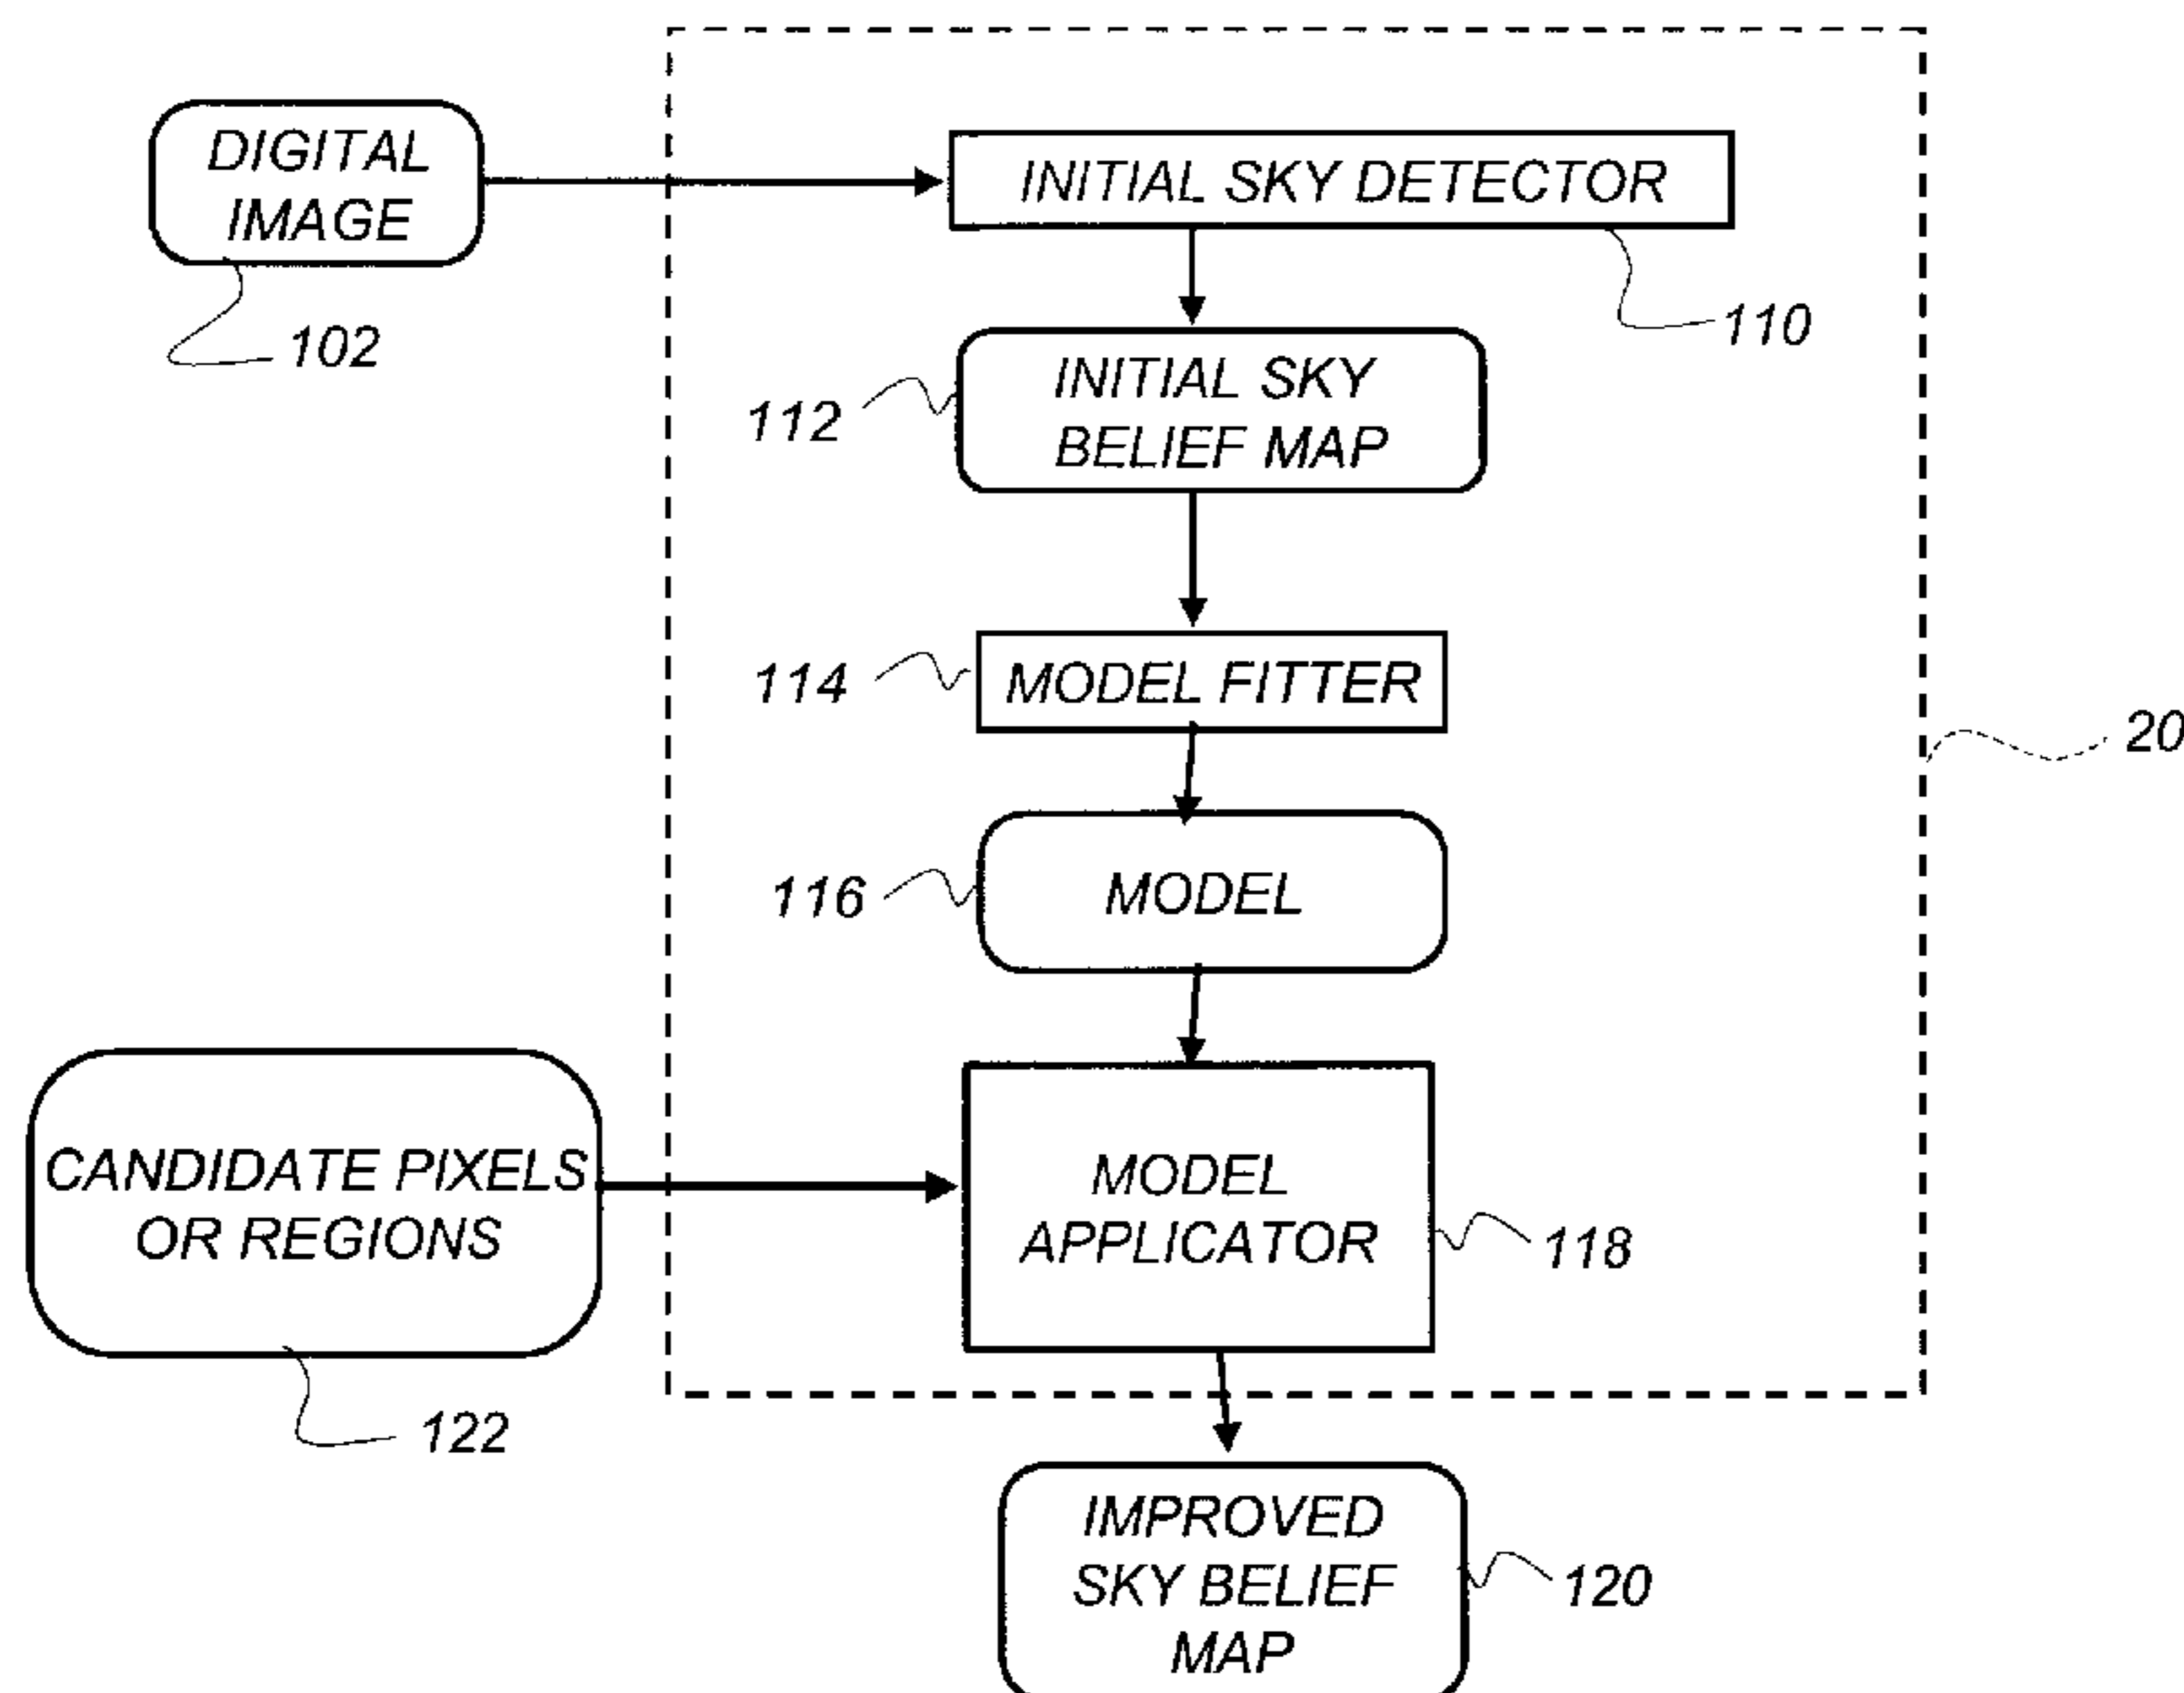 DIGITAL
IMAGE
102
INITIAL SKY DETECTOR
110
INITIAL SKY
BELIEF MAP
112
MODEL FITTER
114
20
MODEL
116
CANDIDATE PIXELS
OR REGIONS
122
MODEL
APPLICATOR
118
IMPROVED
SKY BELIEF
MAP
120